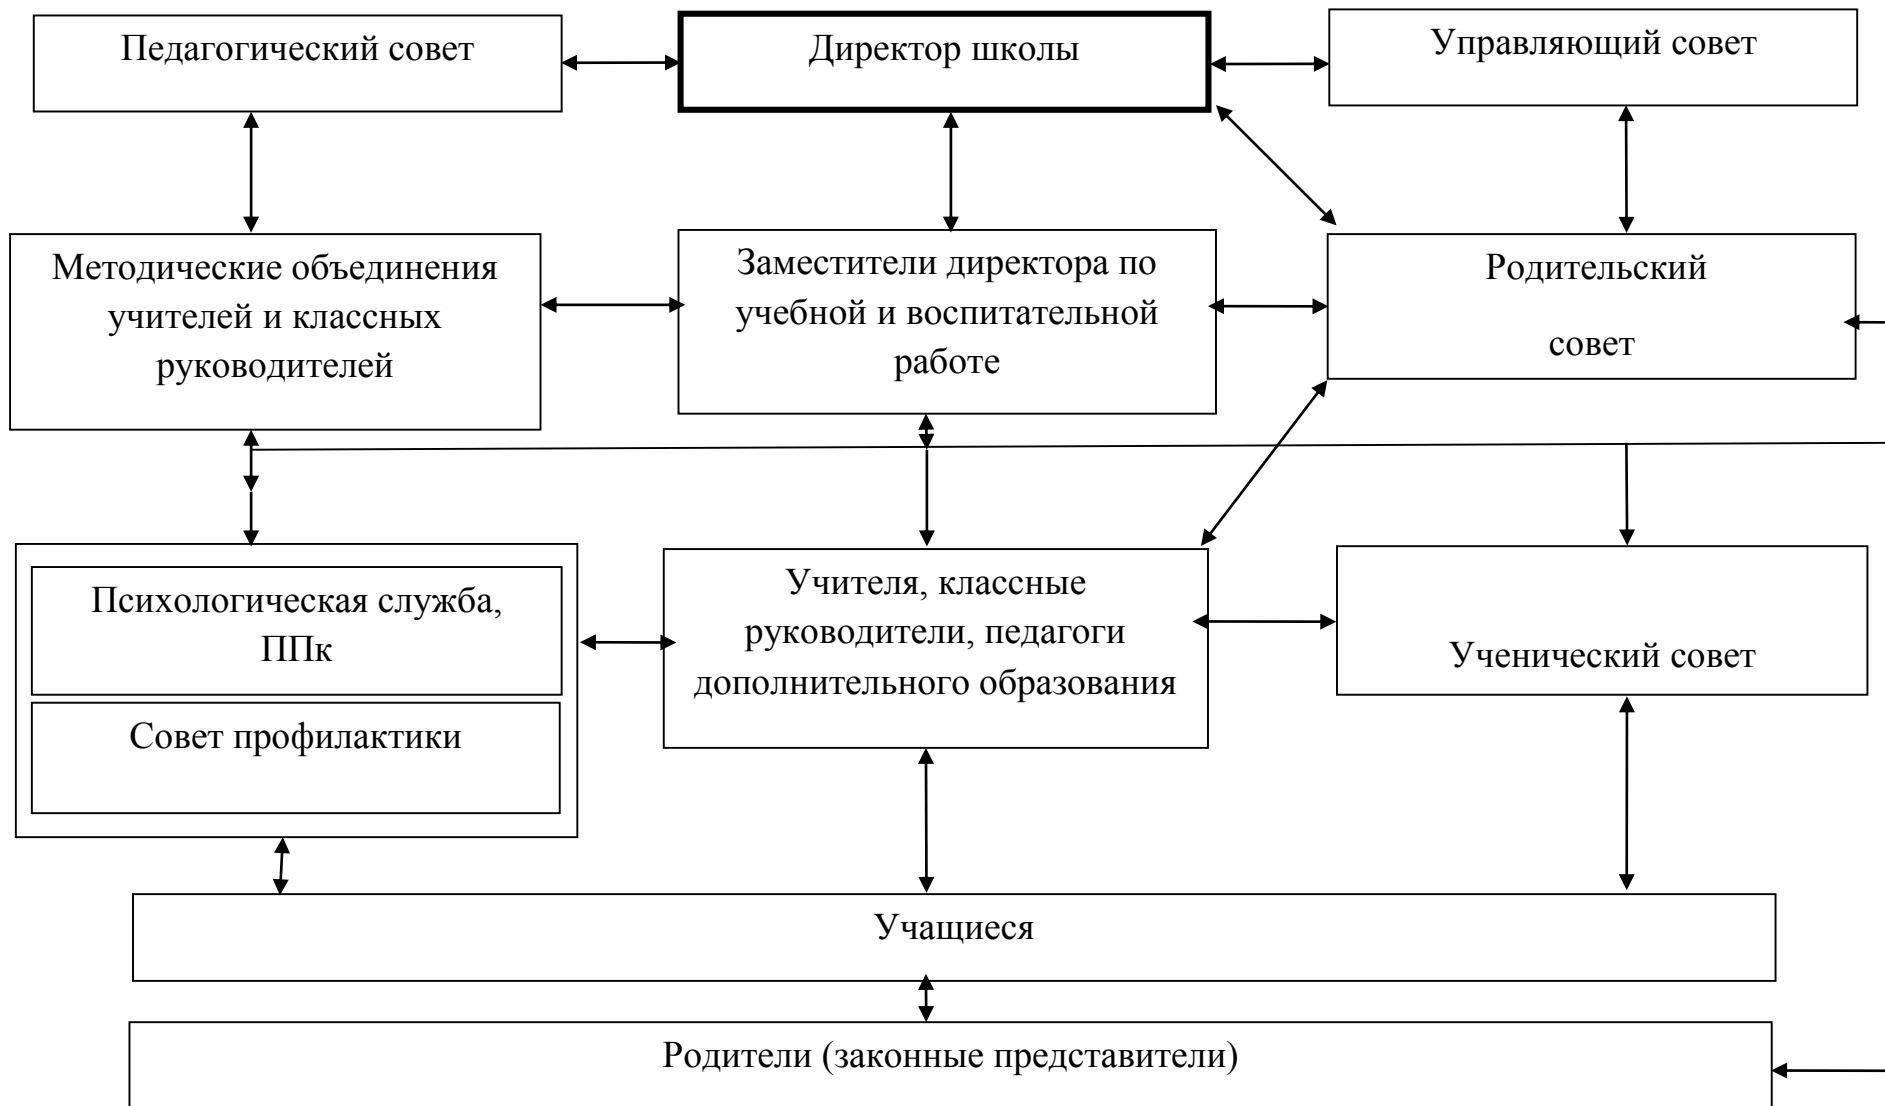 Педагогический совет
Директор школы
Управляющий совет
Методические объединения
учителей и классных
руководителей
Заместители директора по
учебной и воспитательной
работе
Родительский
совет
Психологическая служба,
ППк
Совет профилактики
Учителя, классные
руководители, педагоги
дополнительного образования
Ученический совет
Учащиеся
Родители (законные представители)